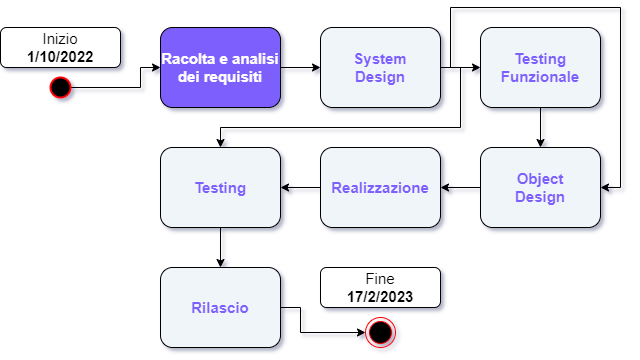 Inizio
1/10/2022
Racolta e analisi
dei requisiti
System
Design
Testing
Funzionale
Testing
Realizzazione
Object
Design
Rilascio
Fine
17/2/2023